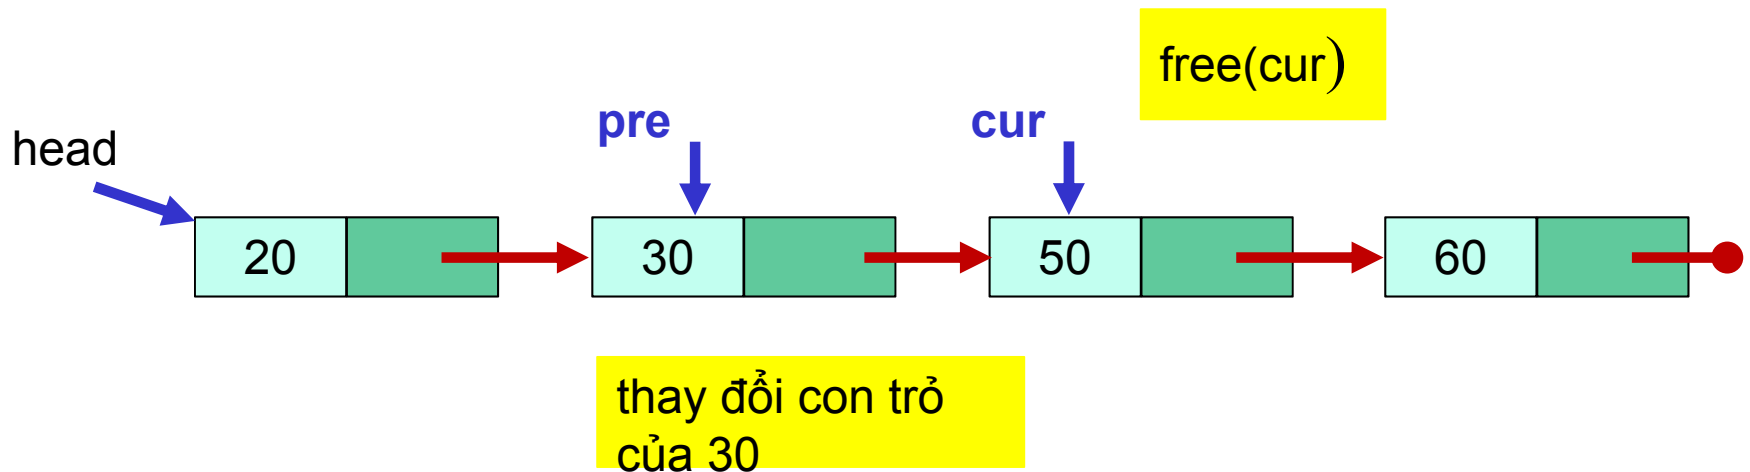 free(cur)
pre
cur
head
20
30
50
60
thay đổi con trỏ
của 30